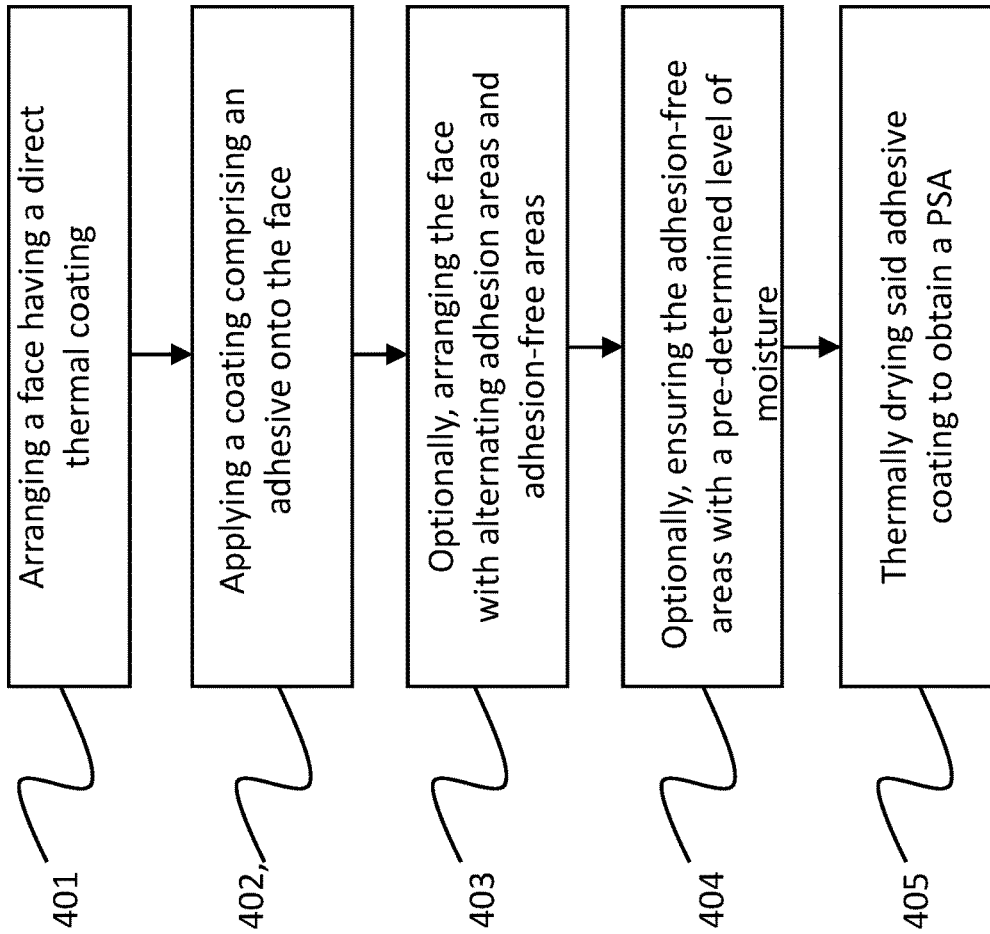 401
Arranging a face having a direct
thermal coating
402,
Applying a coating comprising an
adhesive onto the face
403
Optionally, arranging the face
with alternating adhesion areas and
adhesion-free areas
404
Optionally, ensuring the adhesion-free
areas with a pre-determined level of
moisture
405
Thermally drying said adhesive
coating to obtain a PSA